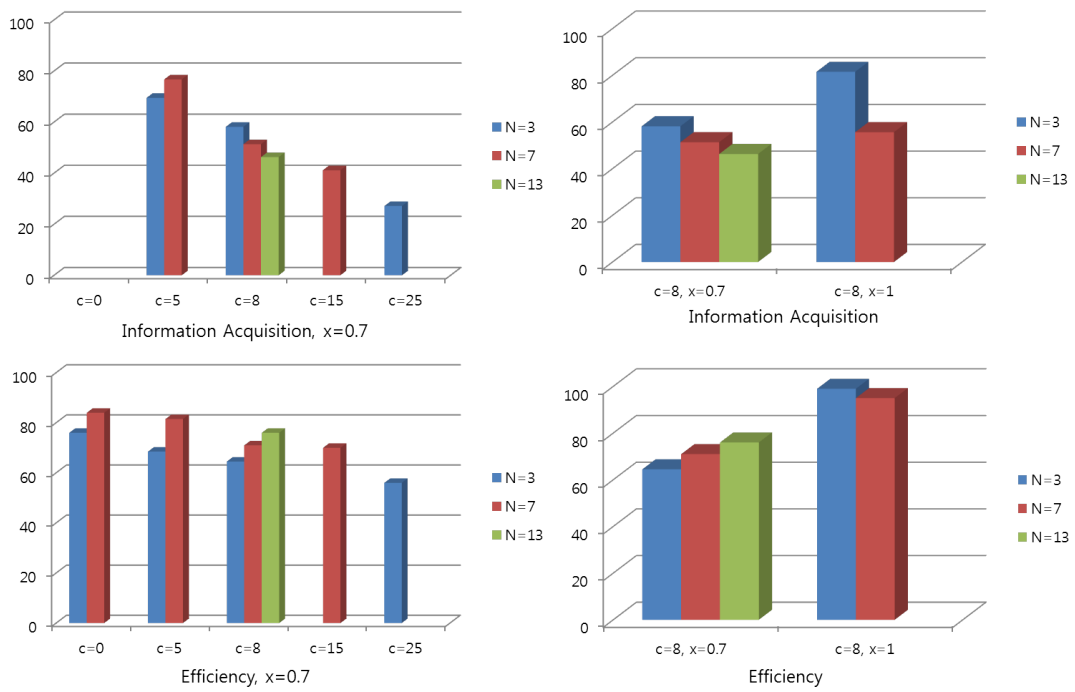 100
80
60
40
20
0
c=0 c=5 c=8 c=15 c=25
Information Acquisition, x=0.7
N=3
N=7
N=13
100
80
60
40
20
0
c=8, x=0.7 c=8, x=1
Information Acquisition
N=3
N=7
N=13
100
80
60
40
20
0
c=0 c=5 c=8 c=15 c=25
Efficiency, x=0.7
N=3
N=7
N=13
100
80
60
40
20
0
c=8, x=0.7 c=8, x=1
Efficiency
N=3
N=7
N=13